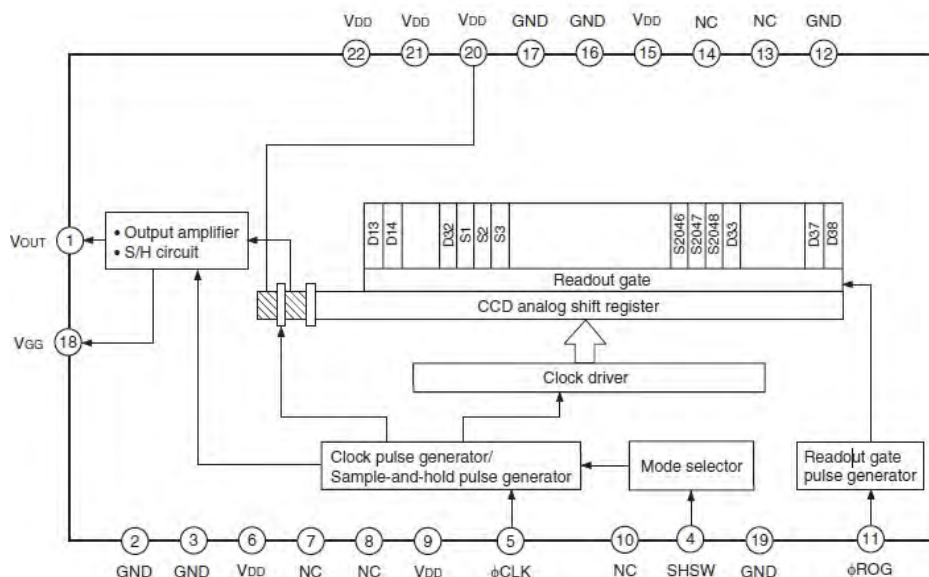 VDD VDD VDD GND GND VDD NC NC GND
22 21 20 17 16 15 14 13 12
D13 D14 D32 S1 S2 S3 S2046 S2047 S2048 D33 D37 D38
VOUT 1
• Output amplifier
• S/H circuit
Readout gate
CCD analog shift register
VGG 18
Clock driver
Clock pulse generator/
Sample-and-hold pulse generator
Mode selector
Readout gate
pulse generator
2 3 6 7 8 9 5 10 4 19 11
GND GND VDD NC NC VDD ϕCLK NC SHSW GND ϕROG